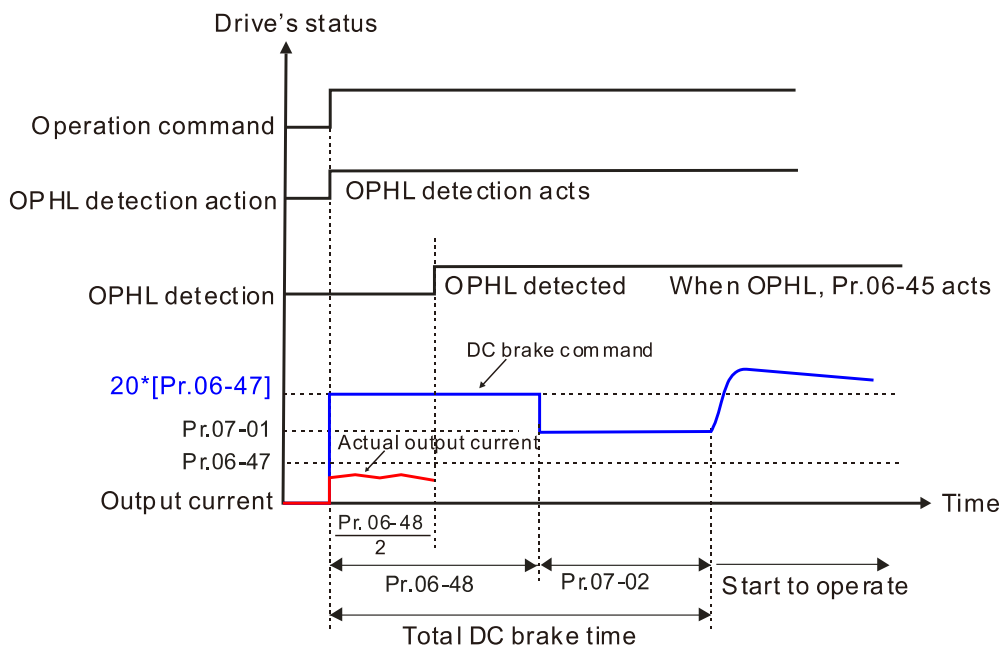 Drive's status
Operation command
OPHL detection action
OPHL detection acts
OPHL detection
OPHL detected
When OPHL, Pr.06-45 acts
DC brake command
20*[Pr.06-47]
Pr.07-01
Actual output current
Pr.06-47
Output current
Time
Pr. 06-48
2
Pr.06-48
Pr.07-02
Start to operate
Total DC brake time